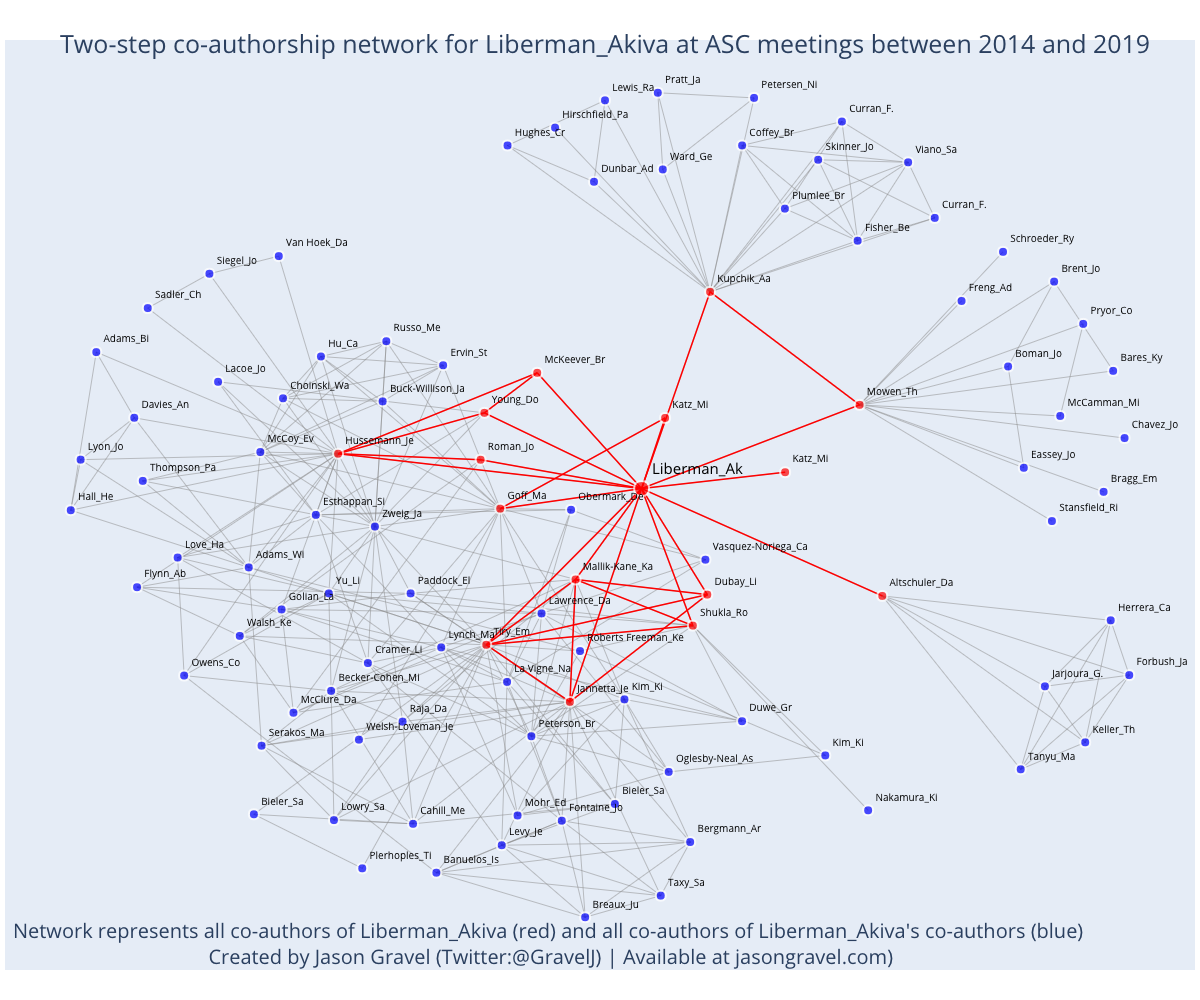 Two-step co-authorship network for Liberman_Akiva at ASC meetings between 2014 and 2019
Pratt_Ja
Petersen_Ni
Lewis_Ra
Curran_F.
Hirschfield_Pa
Hughes_Cr
Coffey_Br
Skinner_Jo
Viano_Sa
Ward_Ge
Dunbar_Ad
Plumlee_Br
Curran_F.
Fisher_Be
Schroeder_Ry
Van Hoek_Da
Siegel_Jo
Brent_Jo
Kupchik_Aa
Freng_Ad
Sadler_Ch
Pryor_Co
Russo_Me
Adams_Bi
Hu_Ca
Ervin_St
Boman_Jo
Bares_Ky
McKeever_Br
Lacoe_Jo
Cholnski_Wa
Buck-Willison_Ja
Mowen_Th
Young_Do
Katz_Mi
McCamman_Mi
Davies_An
Chavez_Jo
McCoy_Ev
Hussemann_Je
Roman_Jo
Lyon_Jo
Katz_Mi
Eassey_Jo
Thompson_Pa
Liberman_Ak
Bragg_Em
Hall_He
Esthappan_Si
Goff_Ma
Obermark_De
Stansfield_Ri
Zweig_Ja
Love_Ha
Adams_Wi
Vasquez-Noriega_Ca
Flynn_Ab
Yu_Li
Paddock_El
Mallik-Kane_Ka
Dubay_Li
Altschuler_Da
Golian_La
Lawrence_Da
Shukla_Ro
Herrera_Ca
Walsh_Ke
Lynch_Ma
Tiry_Em
Roberts Freeman_Ke
Owens_Co
Cramer_Li
La Vigne_Na
Jarjoura_G.
Forbush_Ja
Becker-Cohen_Mi
Jannetta_Je
Kim_Ki
McClure_Da
Raja_Da
Welsh-Loveman_Je
Peterson_Br
Duwe_Gr
Serakos_Ma
Keller_Th
Kim_Ki
Tanyu_Ma
Oglesby-Neal_As
Bieler_Sa
Lowry_Sa
Cahill_Me
Mohr_Ed
Fontaine_Jo
Bieler_Sa
Nakamura_Ki
Levy_Je
Bergmann_Ar
Pierhoples_Ti
Banuelos_Is
Taxy_Sa
Breaux_Ju
Network represents all co-authors of Liberman_Akiva (red) and all co-authors of Liberman_Akiva's co-authors (blue)
Created by Jason Gravel (Twitter:@GravelJ) | Available at jasongravel.com)